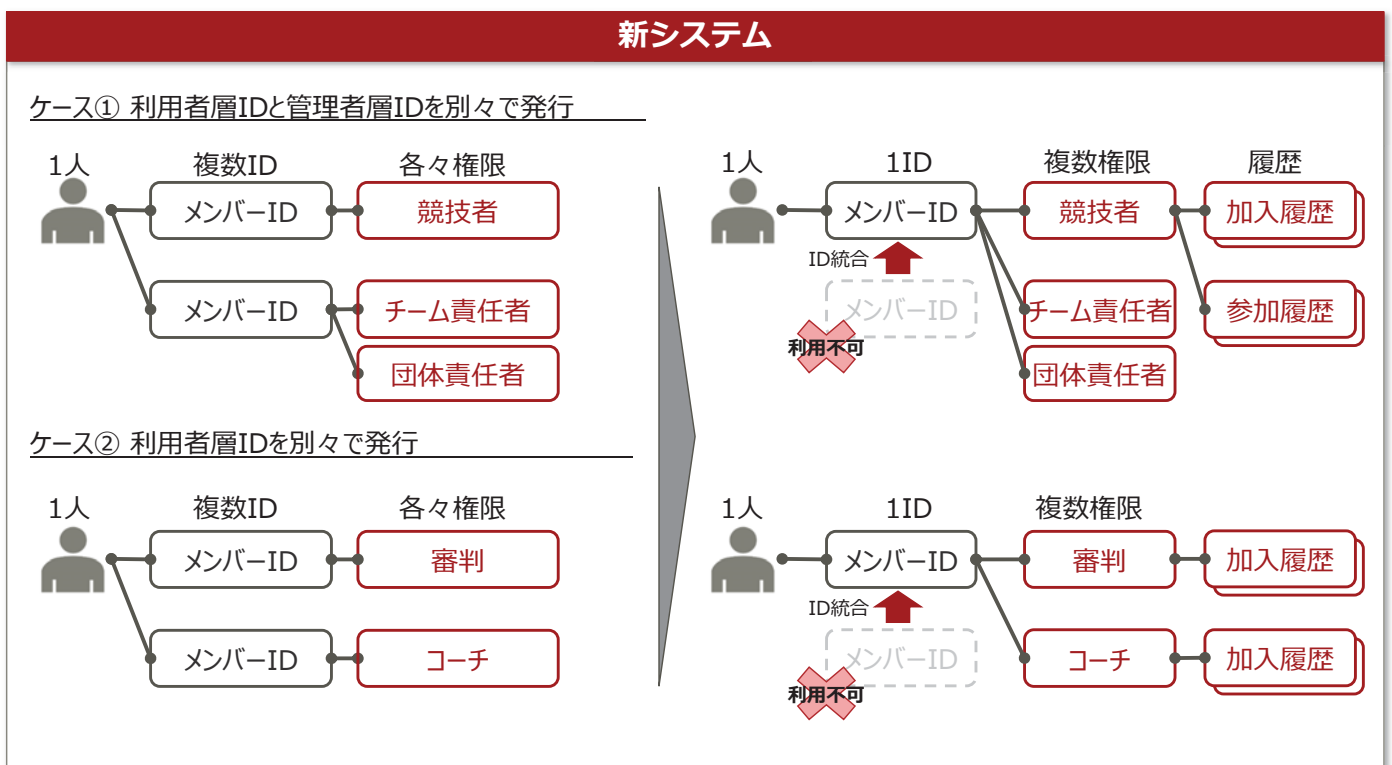 新システム
ケース① 利用者層IDと管理者層IDを別々で発行
1人 複数ID 各々権限
メンバーID 競技者
メンバーID チーム責任者
団体責任者
1人 1ID 複数権限 履歴
メンバーID 競技者 加入履歴
ID統合
メンバーID チーム責任者 参加履歴
利用不可
団体責任者
ケース② 利用者層IDを別々で発行
1人 複数ID 各々権限
メンバーID 審判
メンバーID コーチ
1人 1ID 複数権限
メンバーID 審判 加入履歴
ID統合
メンバーID コーチ 加入履歴
利用不可